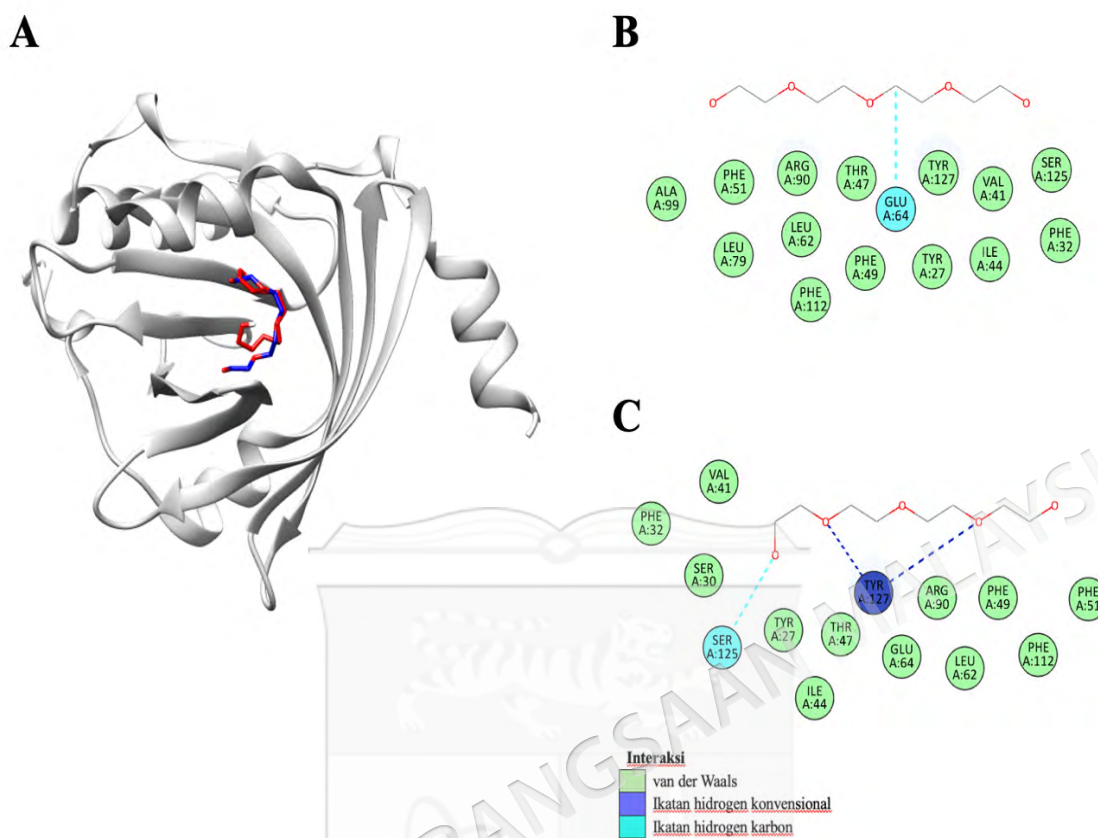 A
B
ALA
A:99
PHE
A:51
ARG
A:90
THR
A:47
TYR
A:127
SER
A:125
GLU
A:64
VAL
A:41
LEU
A:79
LEU
A:62
PHE
A:49
TYR
A:27
ILE
A:44
PHE
A:32
PHE
A:112
O
O
O
O
O
C
VAL
A:41
PHE
A:32
SER
A:30
SER
A:125
TYR
A:27
THR
A:47
TYR
A:127
ARG
A:90
PHE
A:49
PHE
A:51
GLU
A:64
LEU
A:62
PHE
A:112
ILE
A:44
O
O
O
O
O
Interaksi
van der Waals
Ikatan hidrogen konvensional
Ikatan hidrogen karbon
BANGSAAN MALAYS